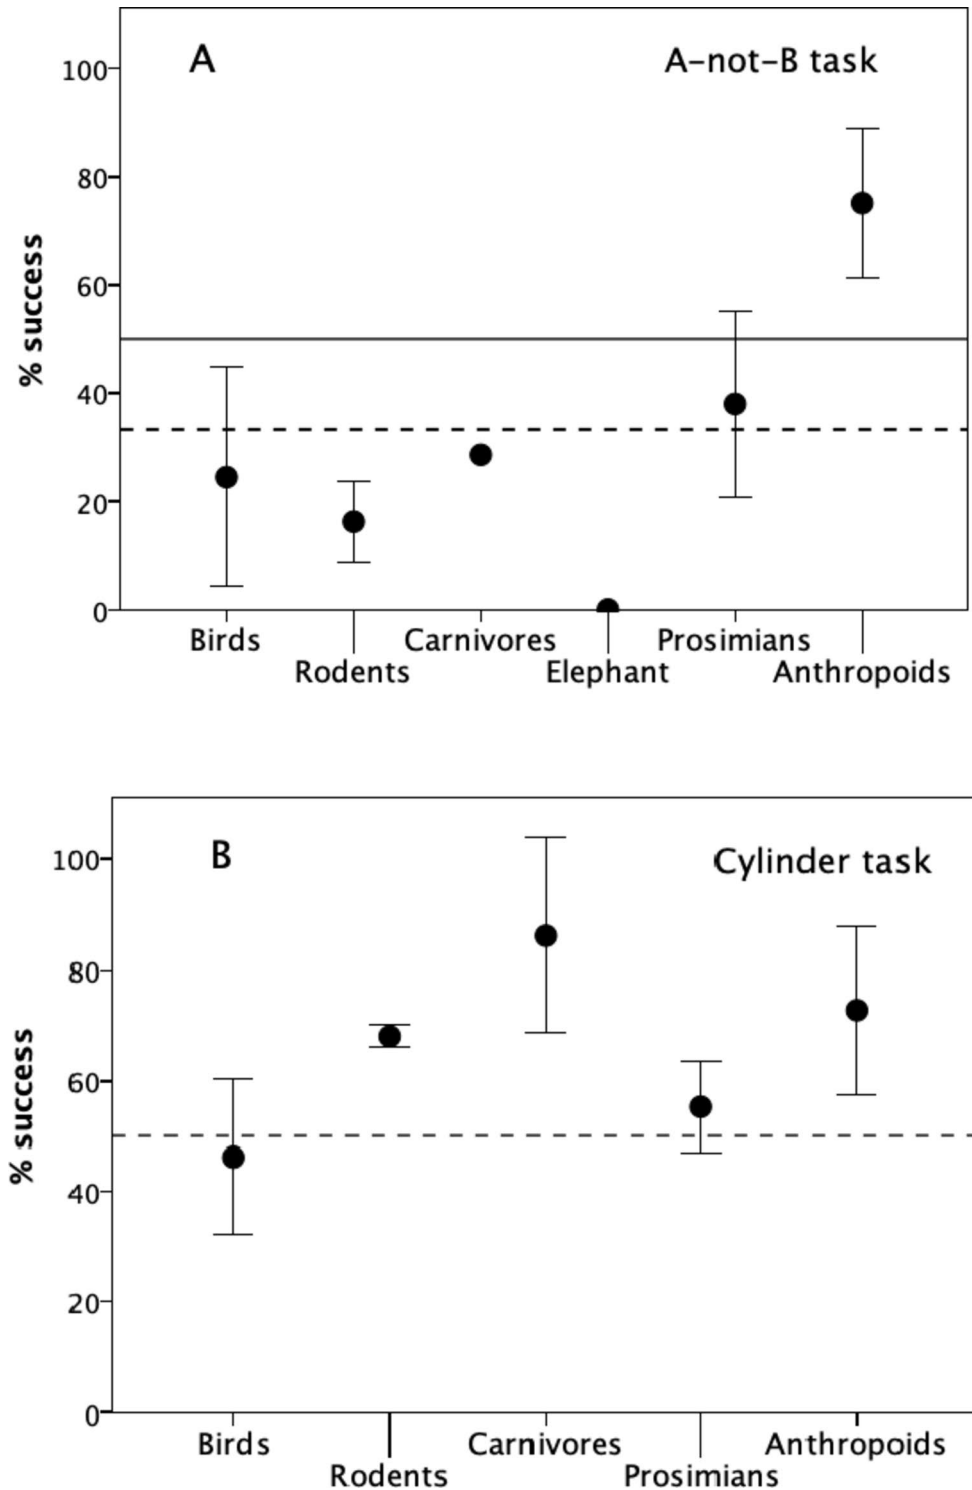 A
A-not-B task
100
80
60
40
20
0
% success
Birds
Rodents
Carnivores
Elephant
Prosimians
Anthropoids
B
Cylinder task
100
80
60
40
20
0
% success
Birds
Rodents
Carnivores
Prosimians
Anthropoids